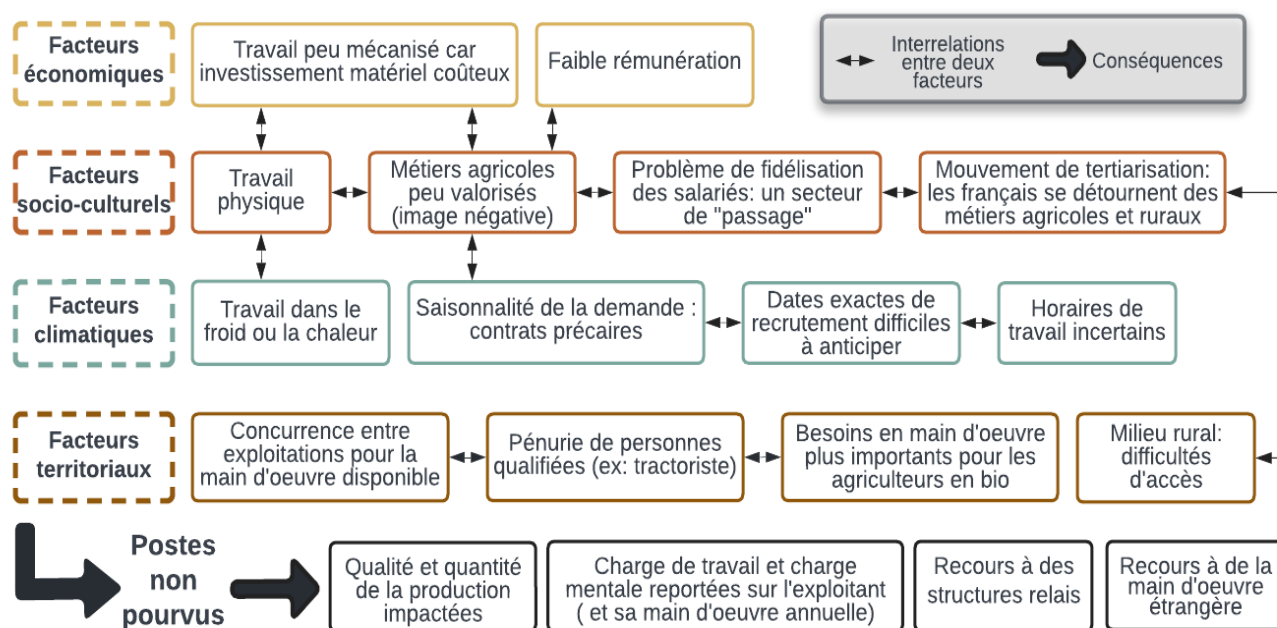 Facteurs
économiques
Travail peu mécanisé car
investissement matériel coûteux
Faible rémunération
Interrelations
entre deux
facteurs
Conséquences
Facteurs
socio-culturels
Travail
physique
Métiers agricoles
peu valorisés
(image négative)
Problème de fidélisation
des salariés: un secteur
de "passage"
Mouvement de tertiarisation:
les français se détournent des
métiers agricoles et ruraux
Facteurs
climatiques
Travail dans le
froid ou la chaleur
Saisonnalité de la demande :
contrats précaires
Dates exactes de
recrutement difficiles
à anticiper
Horaires de
travail incertains
Facteurs
territoriaux
Concurrence entre
exploitations pour la
main d'oeuvre disponible
Pénurie de personnes
qualifiées (ex: tractoriste)
Besoins en main d'oeuvre
plus importants pour les
agriculteurs en bio
Milieu rural:
difficultés
d'accès
Postes
non
pourvus
Qualité et quantité
de la production
impactées
Charge de travail et charge
mentale reportées sur l'exploitant
( et sa main d'oeuvre annuelle)
Recours à des
structures relais
Recours à de la
main d'oeuvre
étrangère